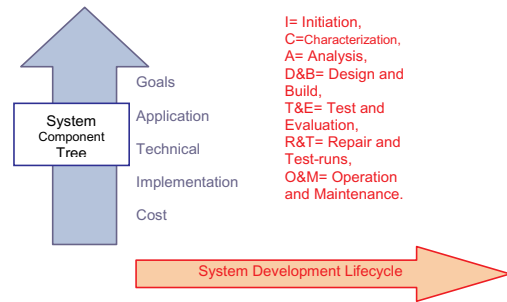 Goals
Application
Technical
Implementation
Cost
System
Component
Tree
I= Initiation,
C=Characterization,
A= Analysis,
D&B= Design and
Build,
T&E= Test and
Evaluation,
R&T= Repair and
Test-runs,
O&M= Operation
and Maintenance.
System Development Lifecycle